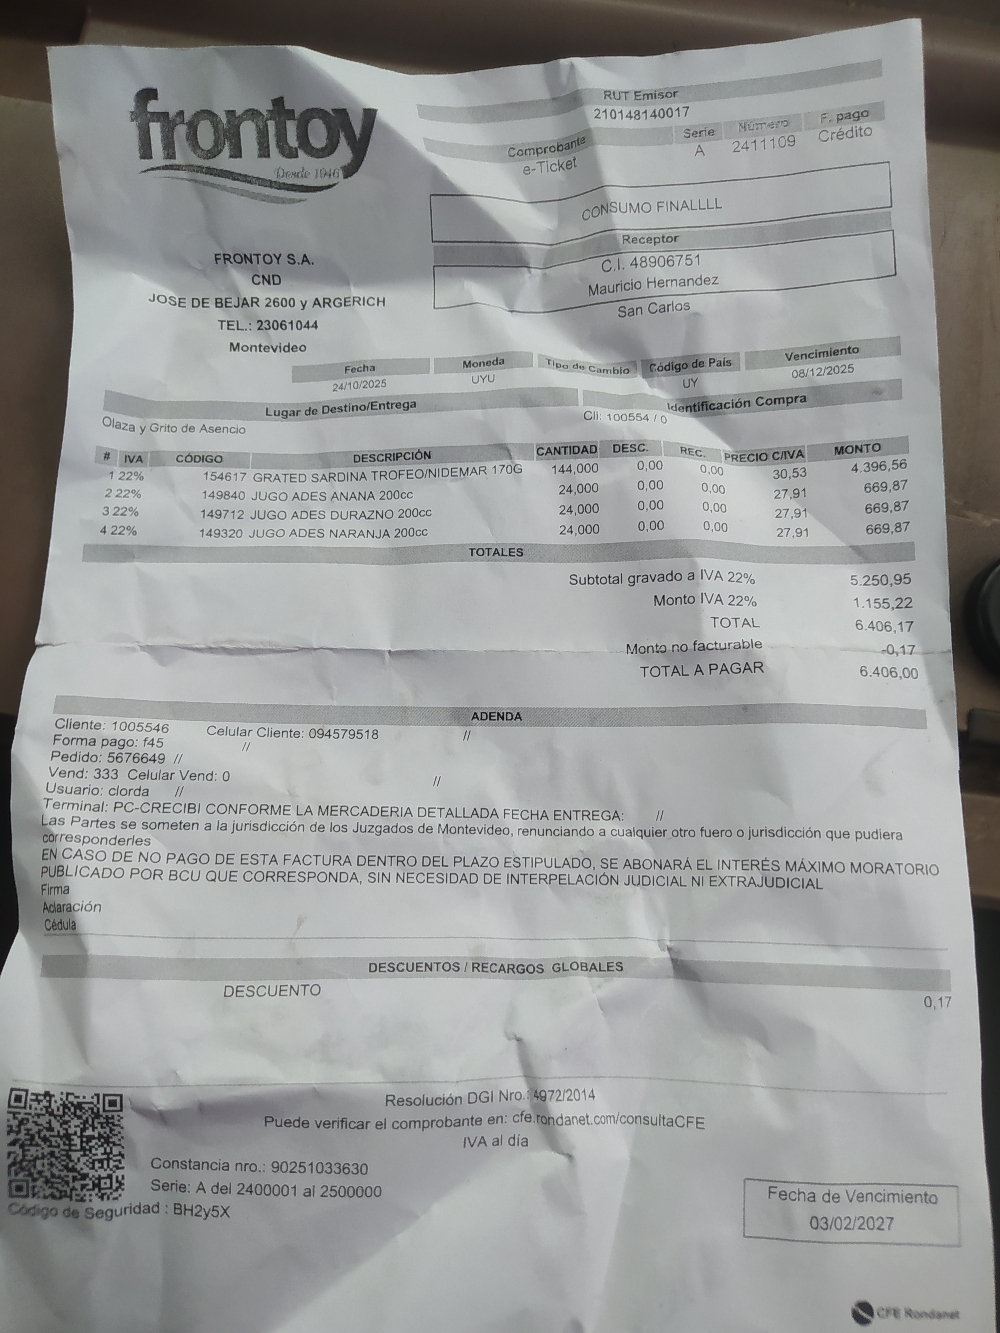 frontoy
Desde 1946
RUT Emisor
210148140017
Comprobante Serie Número F. pago
e-Ticket A 2411109 Crédito
CONSUMO FINALLLL
Receptor
C.I. 48906751
Mauricio Hernandez
San Carlos
FRONTOY S.A.
CND
JOSE DE BEJAR 2600 y ARGERICH
TEL.: 23061044
Montevideo
Fecha Moneda Tipo de Cambio Código de País Vencimiento
24/10/2025 UYU UY 08/12/2025
Lugar de Destino/Entrega Identificación Compra
Olaza y Grito de Asencio Cli: 100554 / 0
# IVA CÓDIGO DESCRIPCIÓN CANTIDAD DESC. REC. PRECIO C/IVA MONTO
1 22% 154617 GRATED SARDINA TROFEO/NIDEMAR 170G 144,000 0,00 0,00 30,53 4.396,56
2 22% 149840 JUGO ADES ANANA 200cc 24,000 0,00 0,00 27,91 669,87
3 22% 149712 JUGO ADES DURAZNO 200cc 24,000 0,00 0,00 27,91 669,87
4 22% 149320 JUGO ADES NARANJA 200cc 24,000 0,00 0,00 27,91 669,87
TOTALES
Subtotal gravado a IVA 22% 5.250,95
Monto IVA 22% 1.155,22
TOTAL 6.406,17
Monto no facturable -0,17
TOTAL A PAGAR 6.406,00
ADENDA
Cliente: 1005546 Celular Cliente: 094579518 //
Forma pago: f45 //
Pedido: 5676649 //
Vend: 333 Celular Vend: 0 //
Usuario: clorda //
Terminal: PC-CRECIBI CONFORME LA MERCADERIA DETALLADA FECHA ENTREGA: //
Las Partes se someten a la jurisdicción de los Juzgados de Montevideo, renunciando a cualquier otro fuero o jurisdicción que pudiera
corresponderles
EN CASO DE NO PAGO DE ESTA FACTURA DENTRO DEL PLAZO ESTIPULADO, SE ABONARÁ EL INTERÉS MÁXIMO MORATORIO
PUBLICADO POR BCU QUE CORRESPONDA, SIN NECESIDAD DE INTERPELACIÓN JUDICIAL NI EXTRAJUDICIAL
Firma
Aclaración
Cédula
DESCUENTOS / RECARGOS GLOBALES
DESCUENTO 0,17
Resolución DGI Nro.: 4972/2014
Puede verificar el comprobante en: cfe.rondanet.com/consultaCFE
IVA al día
Constancia nro.: 90251033630
Serie: A del 2400001 al 2500000
Código de Seguridad : BH2y5X
Fecha de Vencimiento
03/02/2027
CFE Rondanet